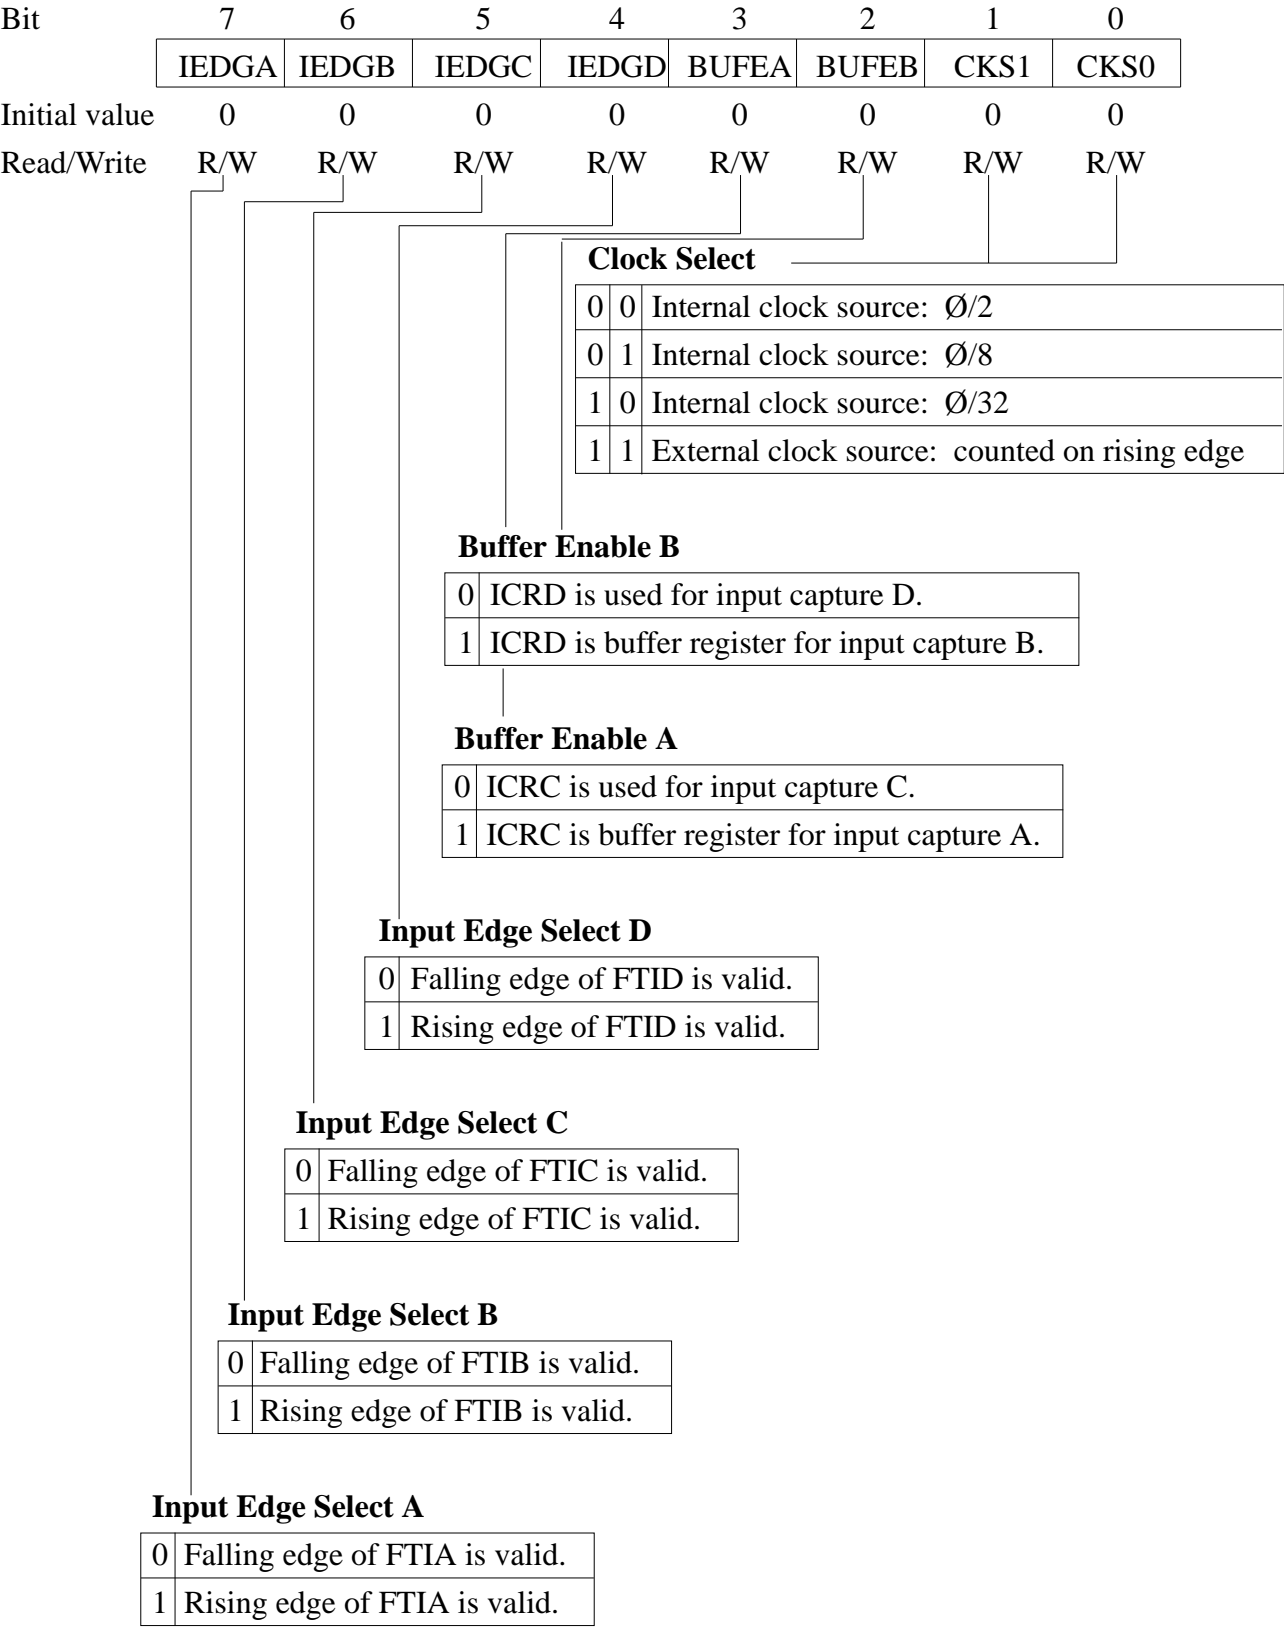 Bit 7 6 5 4 3 2 1 0
IEDGA IEDGB IEDGC IEDGD BUFEA BUFEB CKS1 CKS0
Initial value 0 0 0 0 0 0 0 0
Read/Write R/W R/W R/W R/W R/W R/W R/W R/W
Clock Select
0 0 Internal clock source: Ø/2
0 1 Internal clock source: Ø/8
1 0 Internal clock source: Ø/32
1 1 External clock source: counted on rising edge
Buffer Enable B
0 ICRD is used for input capture D.
1 ICRD is buffer register for input capture B.
Buffer Enable A
0 ICRC is used for input capture C.
1 ICRC is buffer register for input capture A.
Input Edge Select D
0 Falling edge of FTID is valid.
1 Rising edge of FTID is valid.
Input Edge Select C
0 Falling edge of FTIC is valid.
1 Rising edge of FTIC is valid.
Input Edge Select B
0 Falling edge of FTIB is valid.
1 Rising edge of FTIB is valid.
Input Edge Select A
0 Falling edge of FTIA is valid.
1 Rising edge of FTIA is valid.